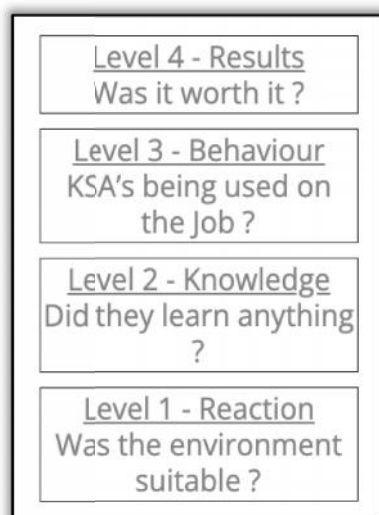 Level 4 - Results
Was it worth it ?
Level 3 - Behaviour
KSA's being used on
the Job ?
Level 2 - Knowledge
Did they learn anything
?
Level 1 - Reaction
Was the environment
suitable ?